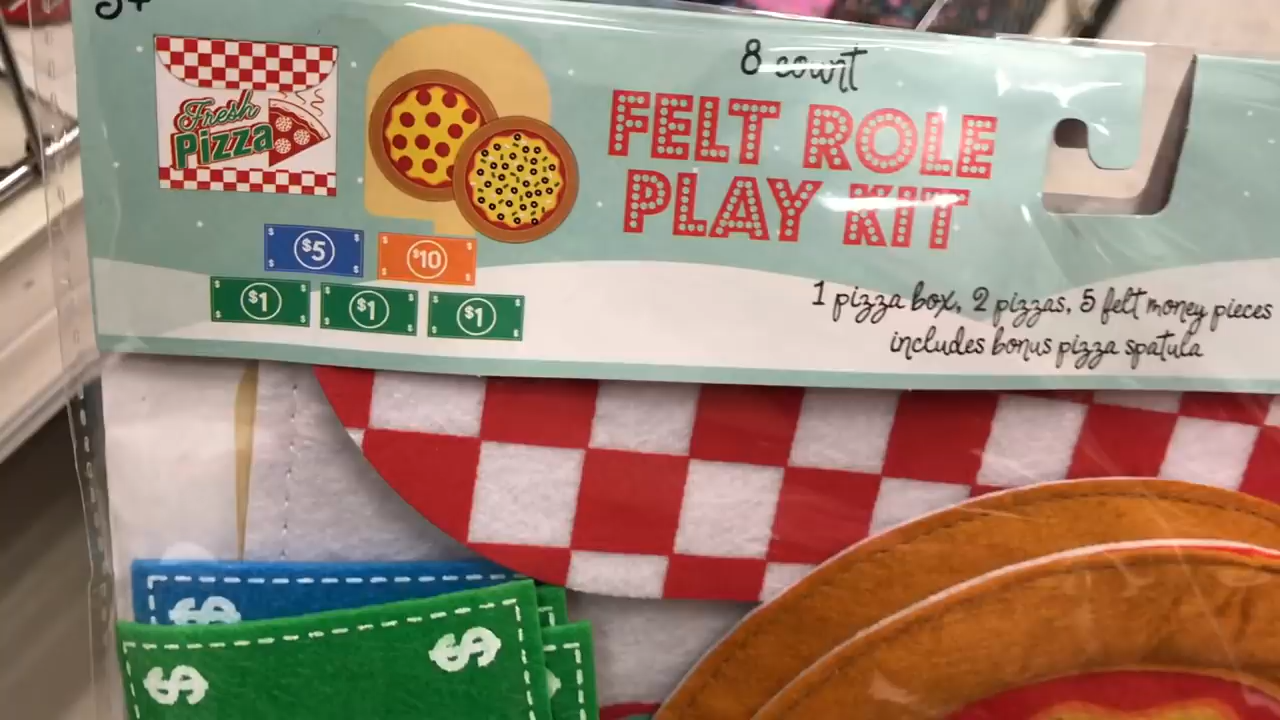 3+
8 count
FELT ROLE
PLAY KIT
Fresh
Pizza
$5
$10
$1
$1
$1
1 pizza box, 2 pizzas, 5 felt money pieces
includes bonus pizza spatula
$
$
$